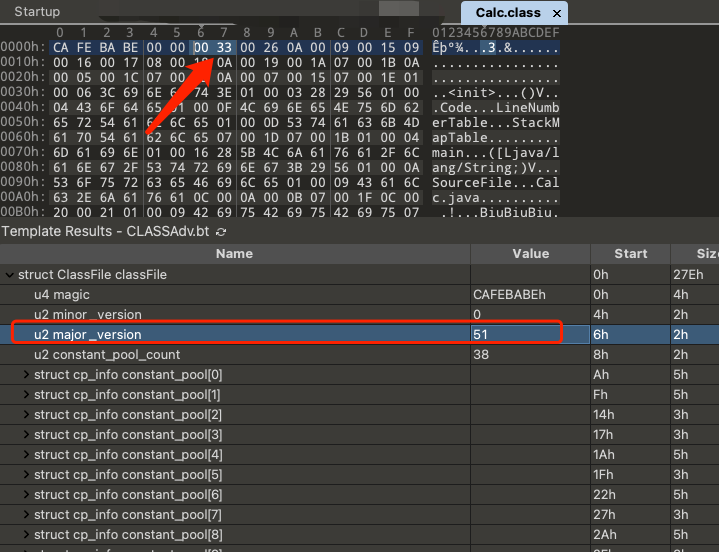 Startup
Calc.class ×
0 1 2 3 4 5 6 7 8 9 A B C D E F 0123456789ABCDEF
0000h: CA FE BA BE 00 00 00 33 00 26 0A 00 09 00 15 09 Êþº¾...3.&......
0010h: 00 16 00 17 08 00 0A 00 19 00 1A 07 00 1B 0A ................
0020h: 00 05 00 1C 07 00 0A 00 07 00 15 07 00 1E 01 ................
0030h: 00 06 3C 69 6E 74 3E 01 00 03 28 29 56 01 00 ..<init>...()V..
0040h: 04 43 6F 64 65 01 00 0F 4C 69 6E 65 4E 75 6D 62 .Code...LineNumb
0050h: 65 72 54 61 6C 65 01 00 0D 53 74 61 63 6B 4D erTable...StackM
0060h: 61 70 54 61 62 6C 65 07 00 1D 07 00 1B 01 00 04 apTable.........
0070h: 6D 61 69 6E 01 00 16 28 5B 4C 6A 61 76 61 2F 6C main...([Ljava/l
0080h: 61 6E 67 2F 53 74 72 69 6E 67 3B 29 56 01 00 0A ang/String;)V...
0090h: 53 6F 75 72 63 65 46 69 6C 65 01 00 09 43 61 6C SourceFile...Cal
00A0h: 63 2E 6A 61 76 61 0C 00 0A 00 0B 07 00 1F 0C 00 c.java..........
00B0h: 20 00 21 01 00 09 42 69 75 42 69 75 42 69 75 07 .!...BiuBiuBiu.
Template Results - CLASSAdv.bt
Name Value Start Size
struct ClassFile classFile 0h 27Eh
u4 magic CAFEBABEh 0h 4h
u2 minor_version 0 4h 2h
u2 major_version 51 6h 2h
u2 constant_pool_count 38 8h 2h
struct cp_info constant_pool[0] Ah 5h
struct cp_info constant_pool[1] Fh 5h
struct cp_info constant_pool[2] 14h 3h
struct cp_info constant_pool[3] 17h 3h
struct cp_info constant_pool[4] 1Ah 5h
struct cp_info constant_pool[5] 1Fh 3h
struct cp_info constant_pool[6] 22h 5h
struct cp_info constant_pool[7] 27h 3h
struct cp_info constant_pool[8] 2Ah 5h